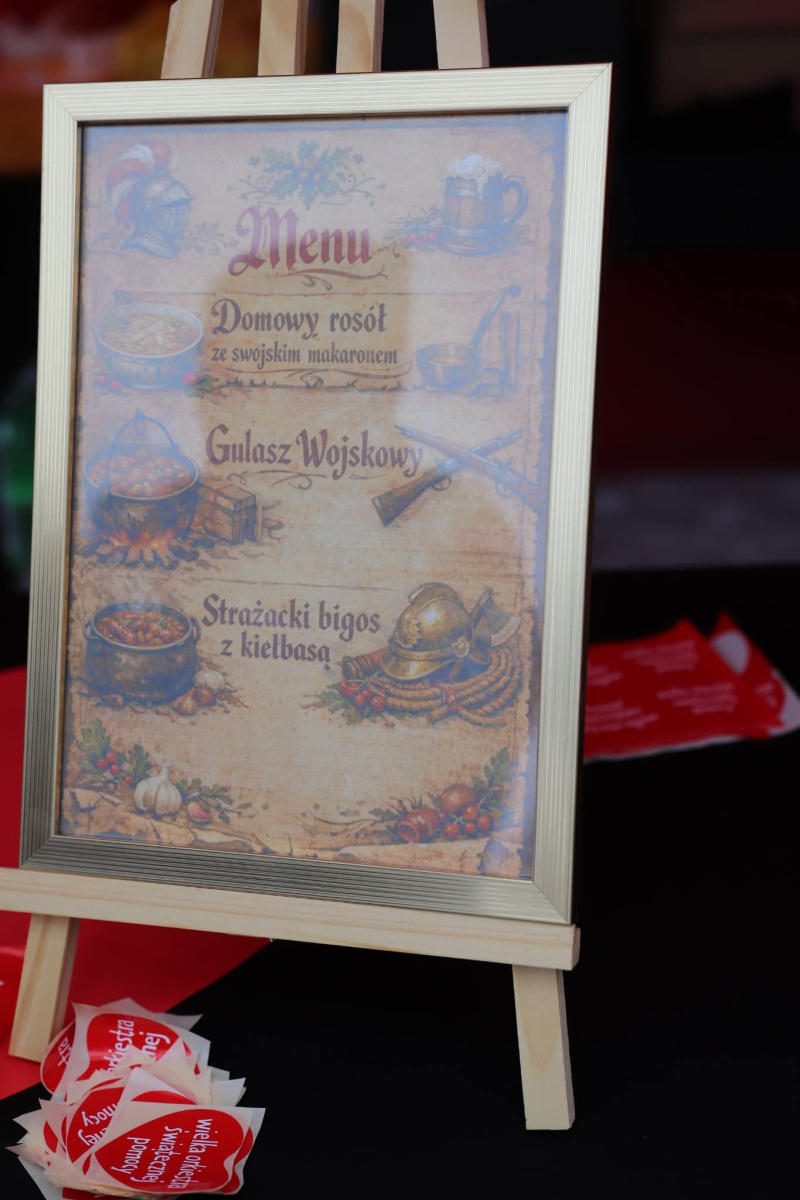 Menu
Domowy rosół
ze swojskim makaronem
Gulasz Wojskowy
Strażacki bigos
z kiełbasą
wielka orkiestra
świątecznej
pomocy